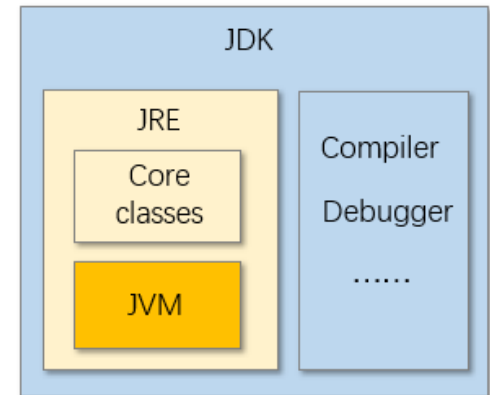 JDK
JRE
Core
classes
JVM
Compiler
Debugger
……